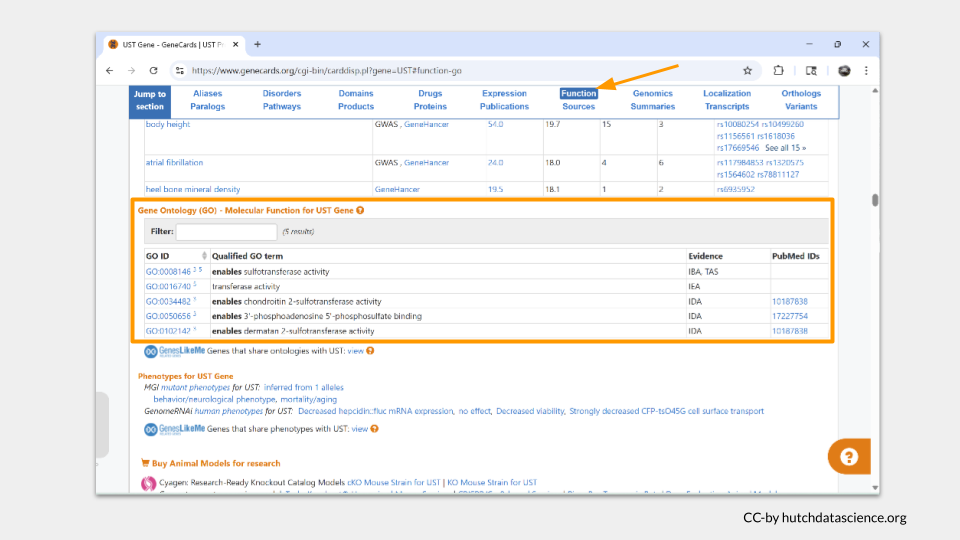 UST Gene - GeneCards | UST P
https://www.genecards.org/cgi-bin/carddisp.pl?gene=UST#function-go
Jump to section
Aliases Disorders Domains Drugs Expression Function Genomics Localization Orthologs
Paralogs Pathways Products Proteins Publications Sources Summaries Transcripts Variants
body height GWAS , GeneHancer 54.0 19.7 15 3 rs10080254 rs10499260
rs1156561 rs1618036
rs17669546 See all 15 »
atrial fibrillation GWAS , GeneHancer 24.0 18.0 4 6 rs117984853 rs1320575
rs1564602 rs78811127
heel bone mineral density GeneHancer 19.5 18.1 1 2 rs6935952
Gene Ontology (GO) - Molecular Function for UST Gene ?
Filter: (5 results)
GO ID Qualified GO term Evidence PubMed IDs
GO:0008146 3 5 enables sulfotransferase activity IBA, TAS
GO:0016740 5 transferase activity IEA
GO:0034482 5 enables chondroitin 2-sulfotransferase activity IDA 10187838
GO:0050656 3 enables 3'-phosphoadenosine 5'-phosphosulfate binding IDA 17227754
GO:0102142 enables dermatan 2-sulfotransferase activity IDA 10187838
GenesLikeMe Genes that share ontologies with UST: view ?
Phenotypes for UST Gene
MGI mutant phenotypes for UST: inferred from 1 alleles
behavior/neurological phenotype, mortality/aging
GenomeRNAi human phenotypes for UST: Decreased hepcidin::fluc mRNA expression, no effect, Decreased viability, Strongly decreased CFP-tsO45G cell surface transport
GenesLikeMe Genes that share phenotypes with UST: view ?
Buy Animal Models for research
Cyagen: Research-Ready Knockout Catalog Models cKO Mouse Strain for UST | KO Mouse Strain for UST
?
CC-by hutchdatascience.org